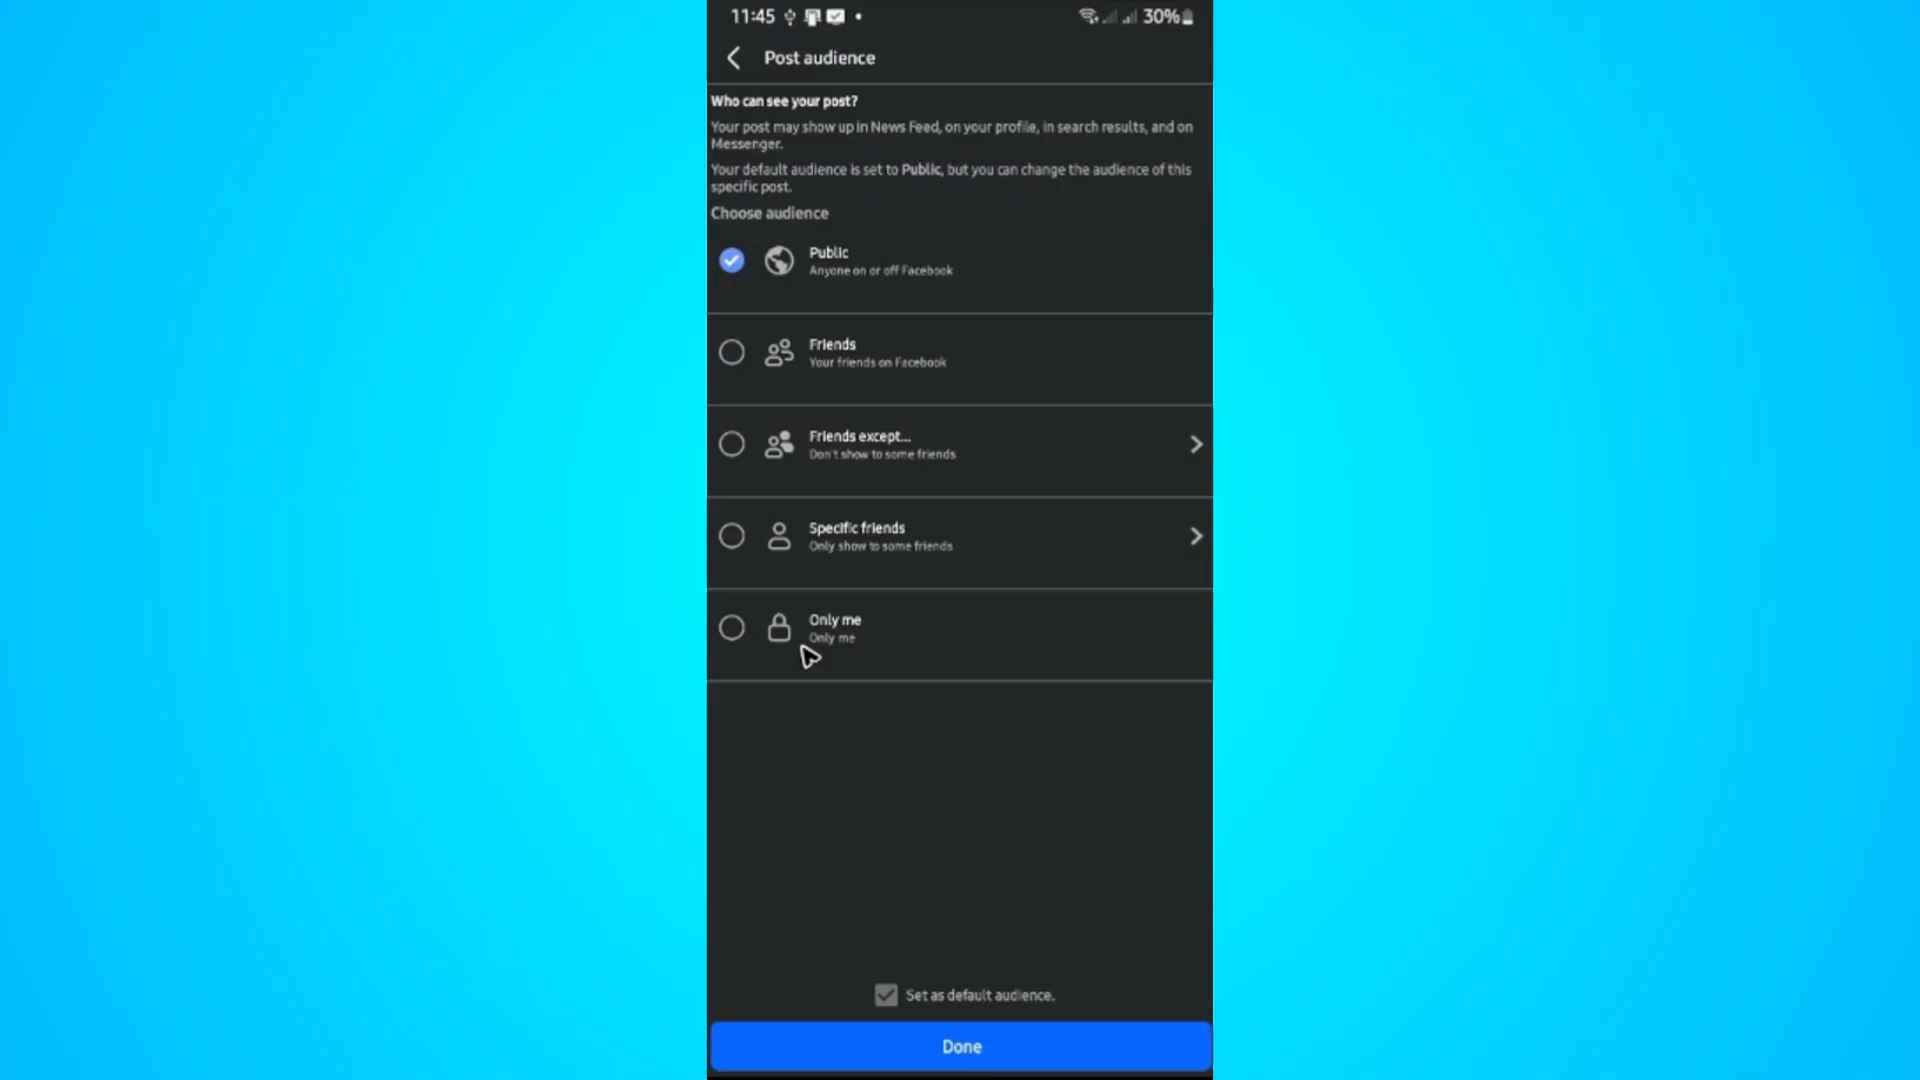 11:45
30%
Post audience
Who can see your post?
Your post may show up in News Feed, on your profile, in search results, and on
Messenger.
Your default audience is set to Public, but you can change the audience of this
specific post.
Choose audience
Public
Anyone on or off Facebook
Friends
Your friends on Facebook
Friends except...
Don't show to some friends
Specific friends
Only show to some friends
Only me
Only me
Set as default audience.
Done